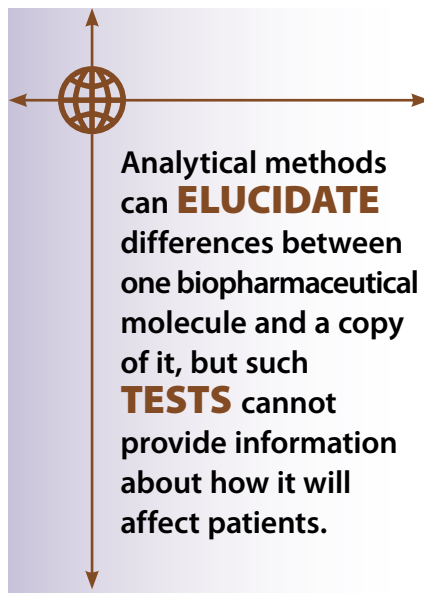 Analytical methods
can ELUCIDATE
differences between
one biopharmaceutical
molecule and a copy
of it, but such
TESTS cannot
provide information
about how it will
affect patients.